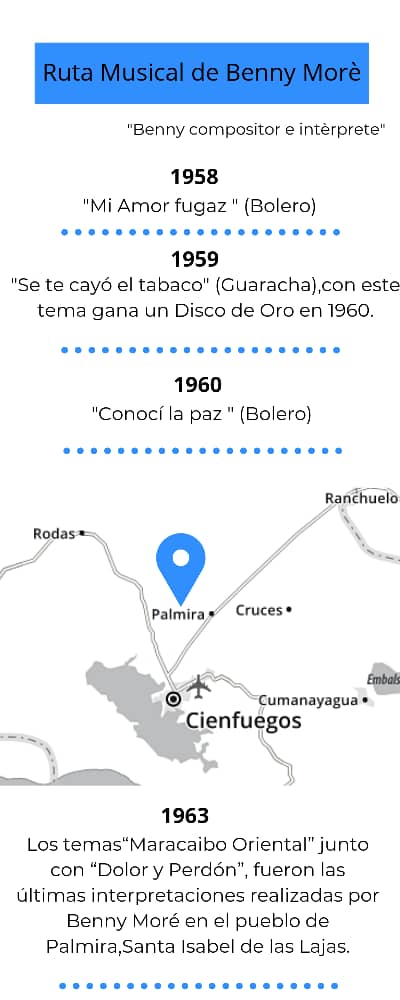 Ruta Musical de Benny Morè
"Benny compositor e intèrprete"
1958
"Mi Amor fugaz " (Bolero)
1959
"Se te cayó el tabaco" (Guaracha),con este
tema gana un Disco de Oro en 1960.
1960
"Conocí la paz " (Bolero)
Ranchuelo
Rodas
Palmira
Cruces
Embals
Cumanayagua
Cienfuegos
1963
Los temas“Maracaibo Oriental” junto
con “Dolor y Perdón”, fueron las
últimas interpretaciones realizadas por
Benny Moré en el pueblo de
Palmira,Santa Isabel de las Lajas.